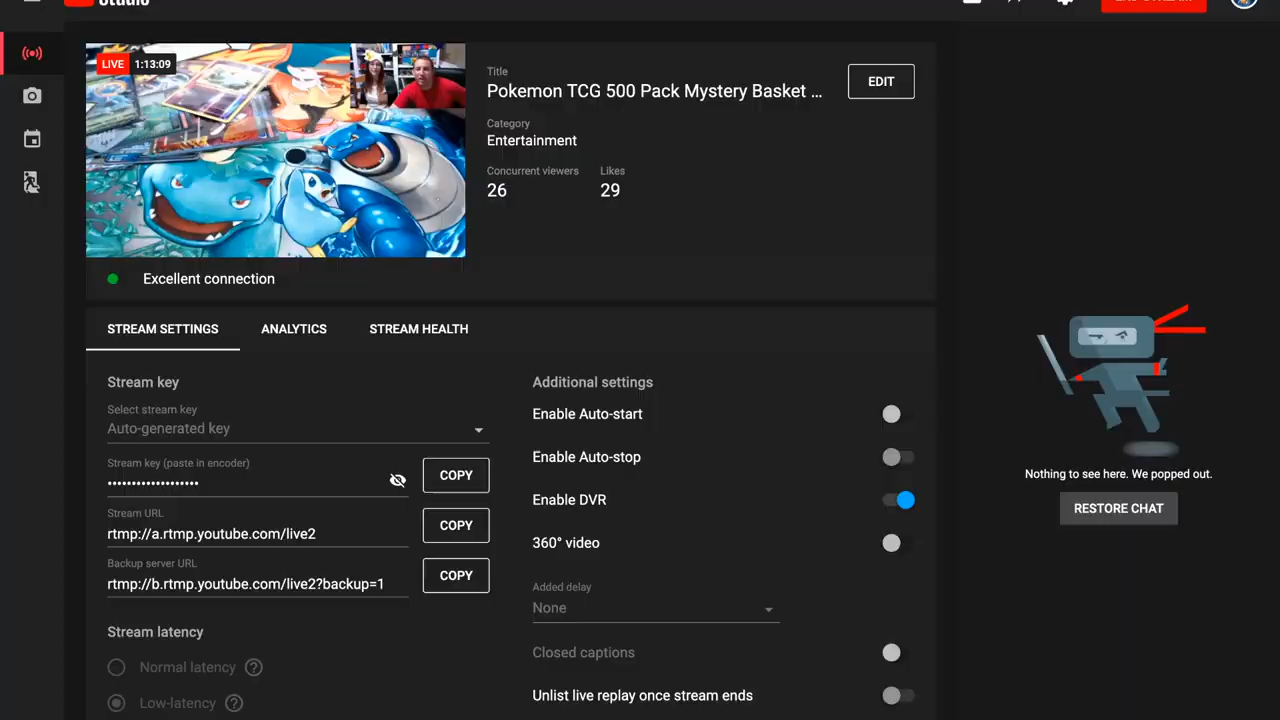 Studio
END STREAM
LIVE 1:13:09
Title
Pokemon TCG 500 Pack Mystery Basket ...
EDIT
Category
Entertainment
Concurrent viewers Likes
26 29
Excellent connection
STREAM SETTINGS ANALYTICS STREAM HEALTH
Stream key
Select stream key
Auto-generated key
Stream key (paste in encoder)
COPY
Stream URL
rtmp://a.rtmp.youtube.com/live2
COPY
Backup server URL
rtmp://b.rtmp.youtube.com/live2?backup=1
COPY
Stream latency
Normal latency
Low-latency
Additional settings
Enable Auto-start
Enable Auto-stop
Enable DVR
360° video
Added delay
None
Closed captions
Unlist live replay once stream ends
Nothing to see here. We popped out.
RESTORE CHAT